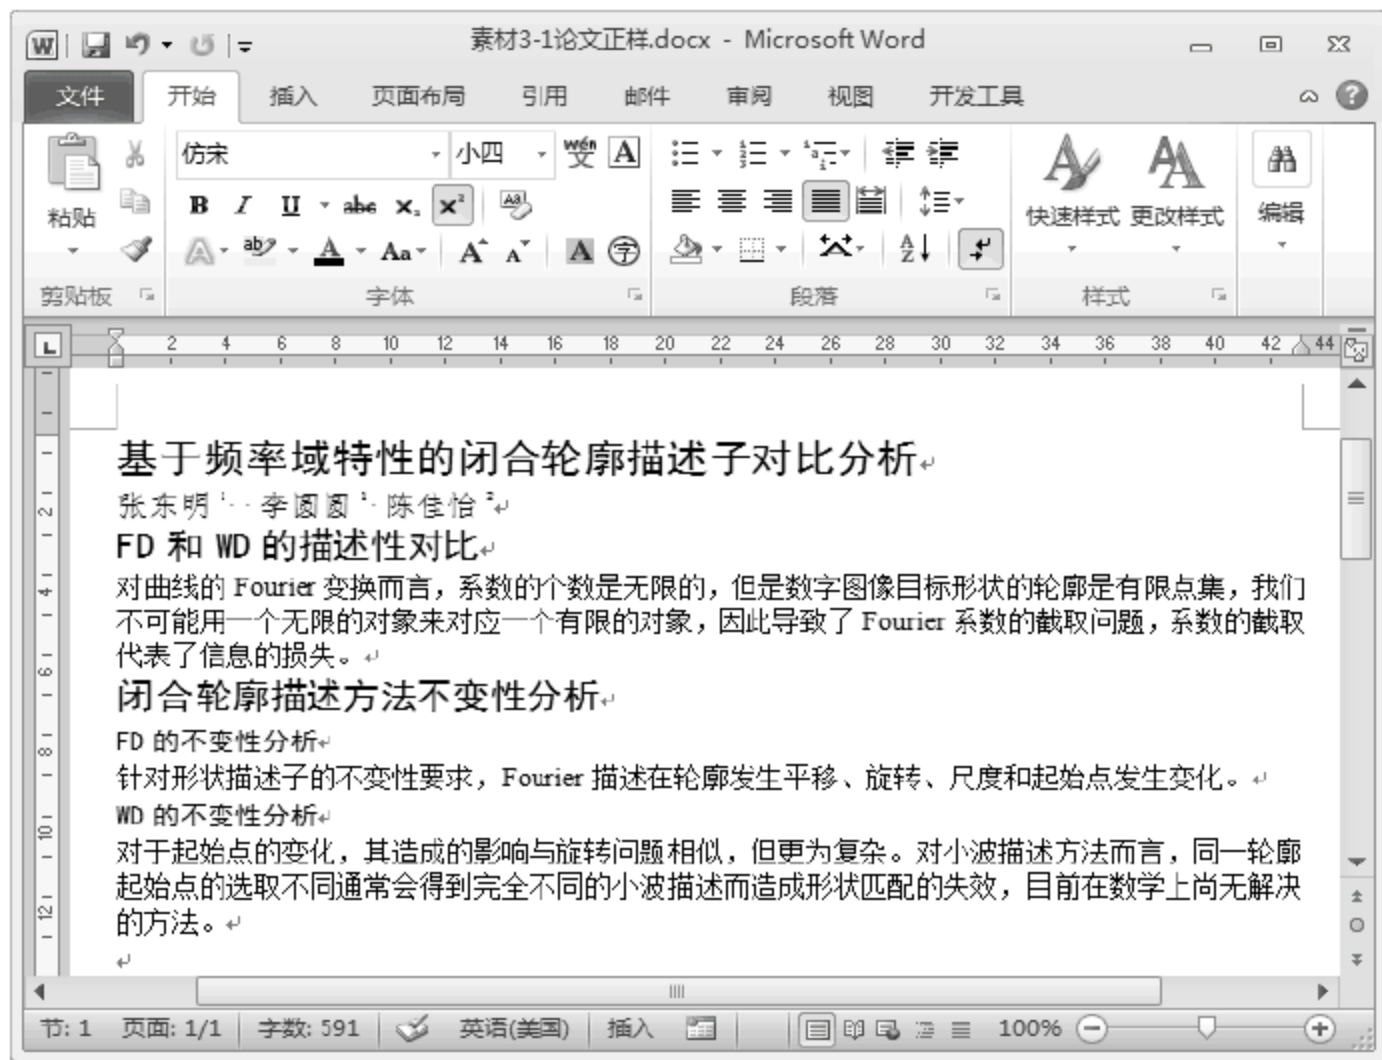 素材3-1论文正样.docx - Microsoft Word
文件 开始 插入 页面布局 引用 邮件 审阅 视图 开发工具
仿宋 小四 wén 文 A
粘贴 B I U abc x₂ x² Aa 快速样式 更改样式 编辑
A ab A Aa A A A 字 A Z
剪贴板 字体 段落 样式
L 2 4 6 8 10 12 14 16 18 20 22 24 26 28 30 32 34 36 38 40 42 44
基于频率域特性的闭合轮廓描述子对比分析
张东明¹ 李圆圆¹ 陈佳怡²
FD 和 WD 的描述性对比
对曲线的 Fourier 变换而言，系数的个数是无限的，但是数字图像目标形状的轮廓是有限点集，我们
不可能用一个无限的对象来对应一个有限的对象，因此导致了 Fourier 系数的截取问题，系数的截取
代表了信息的损失。
闭合轮廓描述方法不变性分析
FD 的不变性分析
针对形状描述子的不变性要求，Fourier 描述在轮廓发生平移、旋转、尺度和起始点发生变化。
WD 的不变性分析
对于起始点的变化，其造成的影响与旋转问题相似，但更为复杂。对小波描述方法而言，同一轮廓
起始点的选取不同通常会得到完全不同的小波描述而造成形状匹配的失效，目前在数学上尚无解决
的方法。
2 4 6 8 10 12
节: 1 页面: 1/1 字数: 591 英语(美国) 插入 100%